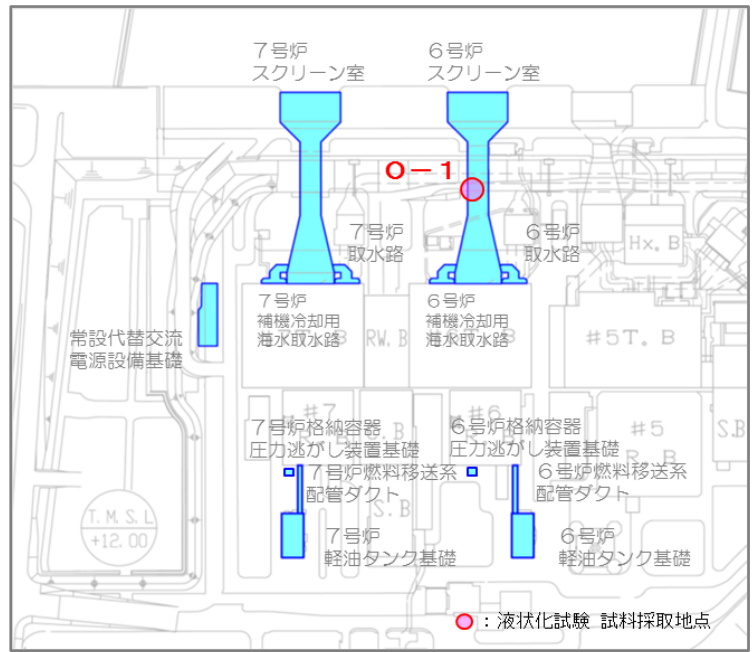 7号炉
スクリーン室
6号炉
スクリーン室
O－1
7号炉
取水路
6号炉
取水路
Hx. B
7号炉
補機冷却用
海水取水路
6号炉
補機冷却用
海水取水路
RW. B
T. B
#5T. B
常設代替交流
電源設備基礎
#7
#6
#5
R. B
S.B
7号炉格納容器
圧力逃がし装置基礎
6号炉格納容器
圧力逃がし装置基礎
7号炉燃料移送系
配管ダクト
6号炉燃料移送系
配管ダクト
S.B
T. M. S. L
+12. 00
7号炉
軽油タンク基礎
6号炉
軽油タンク基礎
：液状化試験 試料採取地点